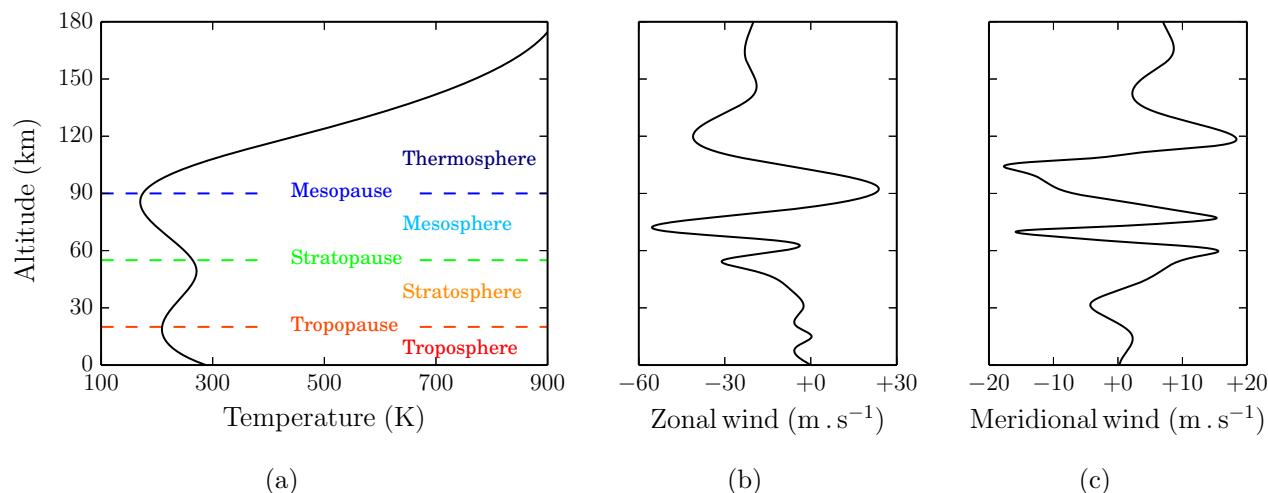 180
150
120
90
60
30
0
Altitude (km)
Thermosphere
Mesopause
Mesosphere
Stratopause
Stratosphere
Tropopause
Troposphere
100 300 500 700 900
Temperature (K)
(a)
−60 −30 +0 +30
Zonal wind (m . s⁻¹)
(b)
−20 −10 +0 +10 +20
Meridional wind (m . s⁻¹)
(c)